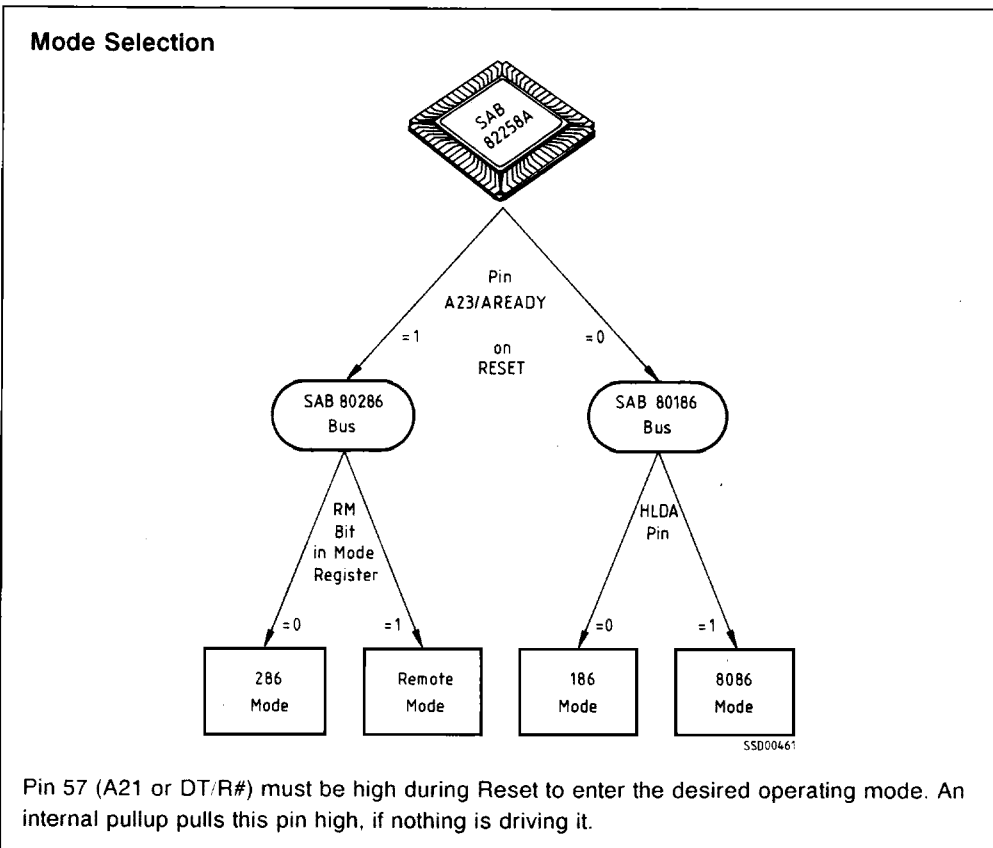 Mode Selection
SAB
82258A
Pin
A23/AREADY
=1
on
RESET
=0
SAB 80286
Bus
SAB 80186
Bus
RM
Bit
in Mode
Register
HLDA
Pin
=0
=1
=0
=1
286
Mode
Remote
Mode
186
Mode
8086
Mode
SSD00461
Pin 57 (A21 or DT/R#) must be high during Reset to enter the desired operating mode. An
internal pullup pulls this pin high, if nothing is driving it.